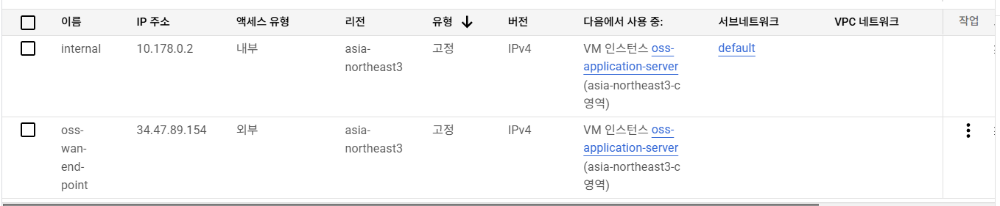 이름 IP 주소 액세스 유형 리전 유형 버전 다음에서 사용 중: 서브네트워크 VPC 네트워크 작업
internal 10.178.0.2 내부 asia- 고정 IPv4 VM 인스턴스 oss- default
northeast3 application-server
(asia-northeast3-c
영역)
oss- 34.47.89.154 외부 asia- 고정 IPv4 VM 인스턴스 oss-
wan- northeast3 application-server
end- (asia-northeast3-c
point 영역)